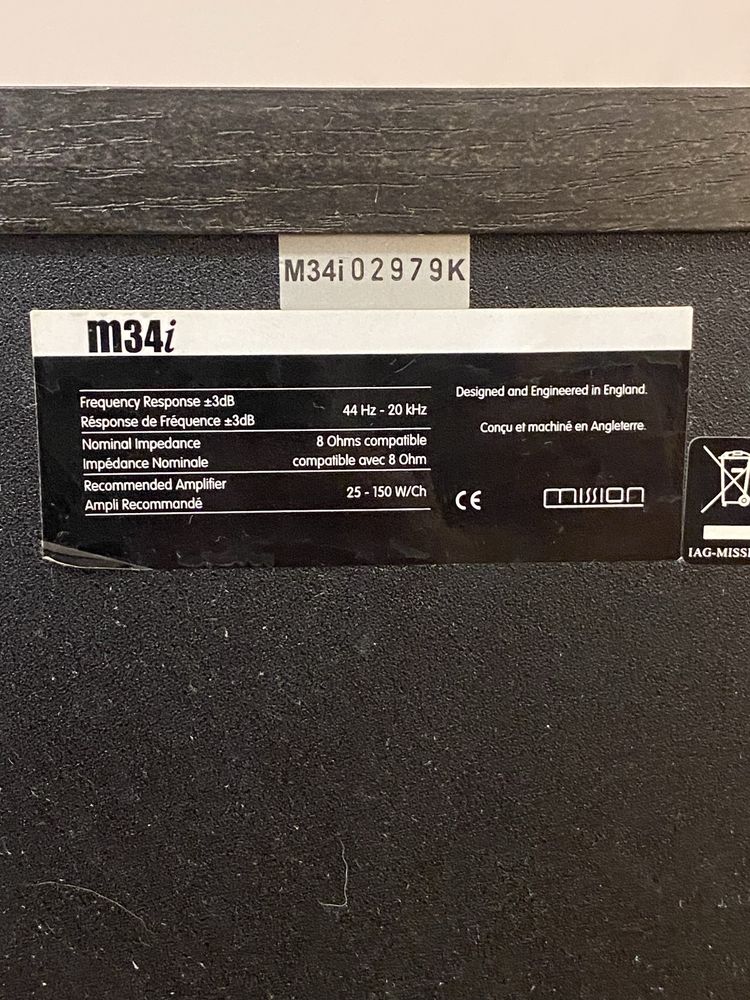 M34i02979K
m34i
Frequency Response ±3dB
Résponse de Fréquence ±3dB
44 Hz - 20 kHz
Nominal Impedance
8 Ohms compatible
Impédance Nominale
compatible avec 8 Ohm
Recommended Amplifier
Ampli Recommandé
25 - 150 W/Ch
Designed and Engineered in England.
Conçu et machiné en Angleterre.
CE
mission